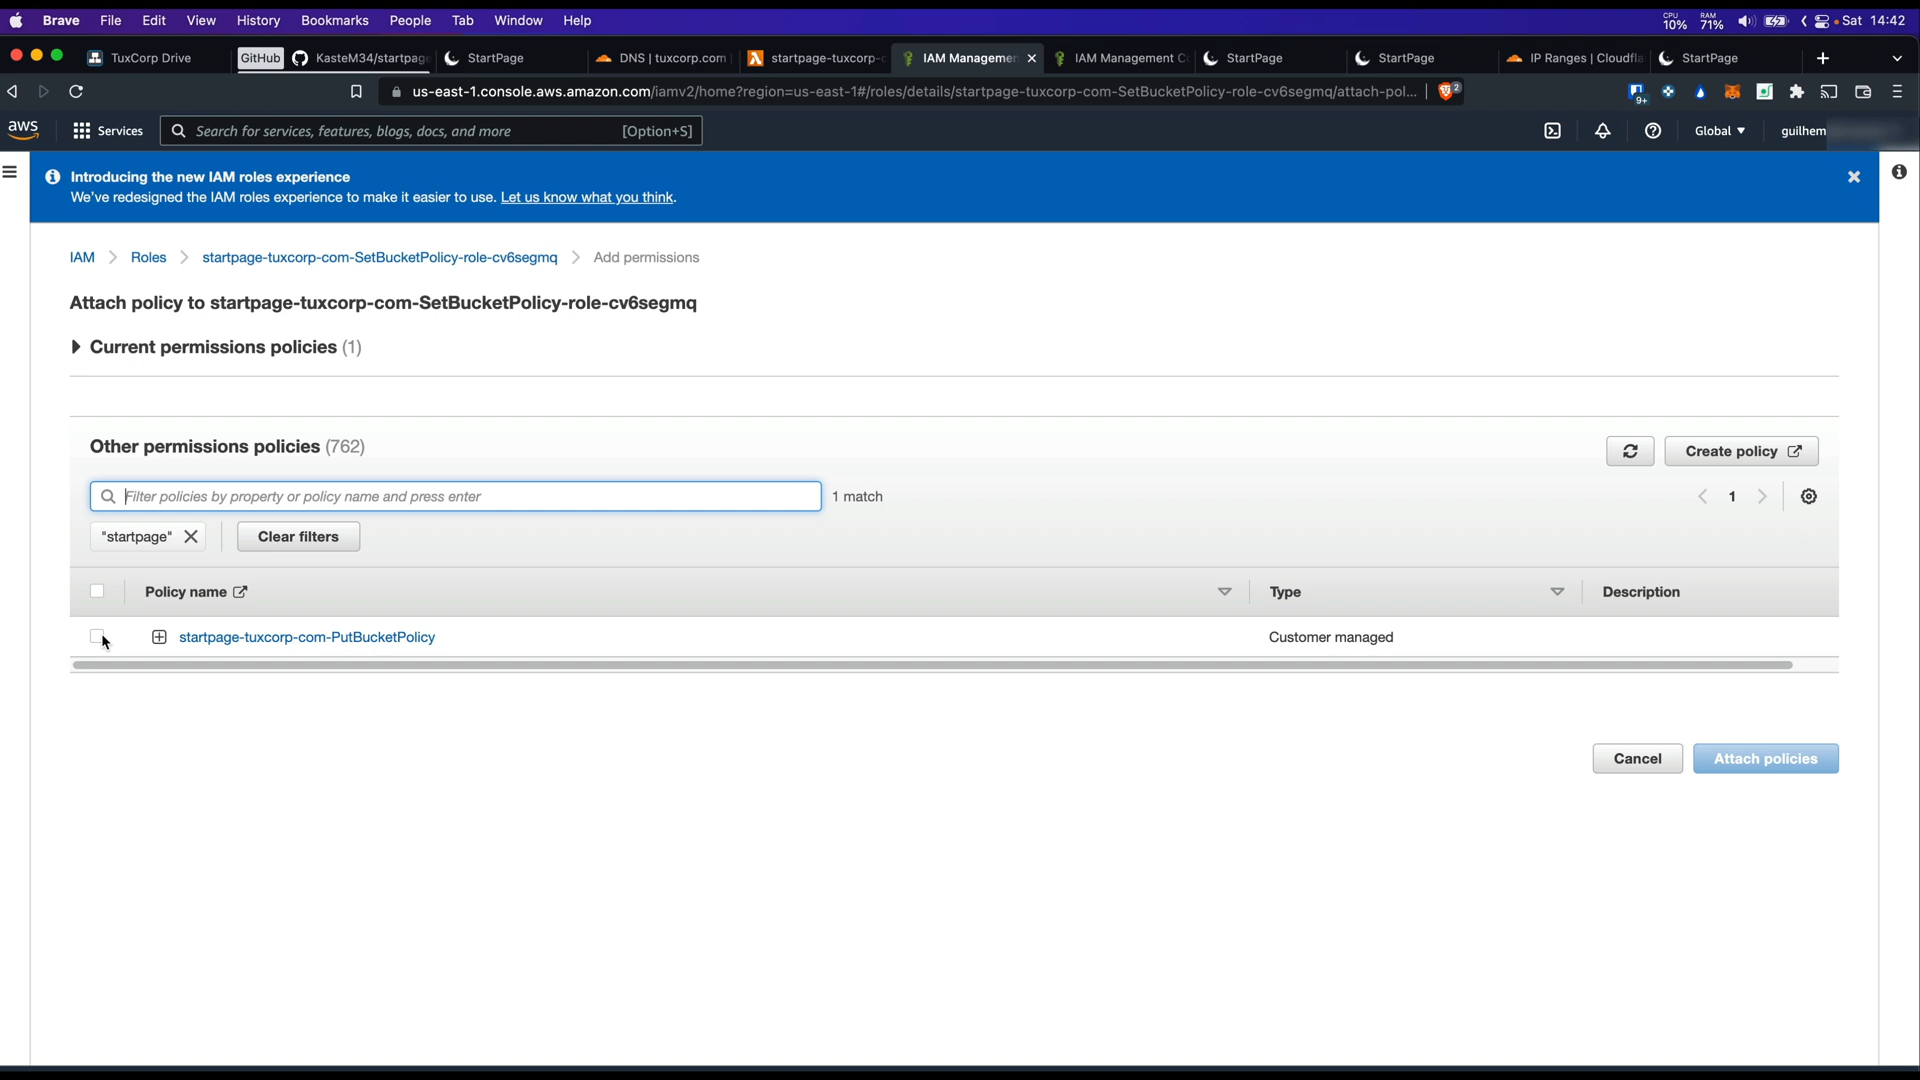 Brave File Edit View History Bookmarks People Tab Window Help CPU 10% RAM 71% Sat 14:42
TuxCorp Drive GitHub KasteM34/startpage StartPage DNS | tuxcorp.com startpage-tuxcorp- IAM Managemen IAM Management C StartPage StartPage IP Ranges | Cloudfla StartPage
us-east-1.console.aws.amazon.com/iamv2/home?region=us-east-1#/roles/details/startpage-tuxcorp-com-SetBucketPolicy-role-cv6segmq/attach-pol... 2 9+
aws Services Search for services, features, blogs, docs, and more [Option+S] Global guilhem
Introducing the new IAM roles experience
We've redesigned the IAM roles experience to make it easier to use. Let us know what you think.
IAM Roles startpage-tuxcorp-com-SetBucketPolicy-role-cv6segmq Add permissions
Attach policy to startpage-tuxcorp-com-SetBucketPolicy-role-cv6segmq
Current permissions policies (1)
Other permissions policies (762) Create policy
Filter policies by property or policy name and press enter 1 match 1
"startpage" Clear filters
Policy name Type Description
startpage-tuxcorp-com-PutBucketPolicy Customer managed
Cancel Attach policies